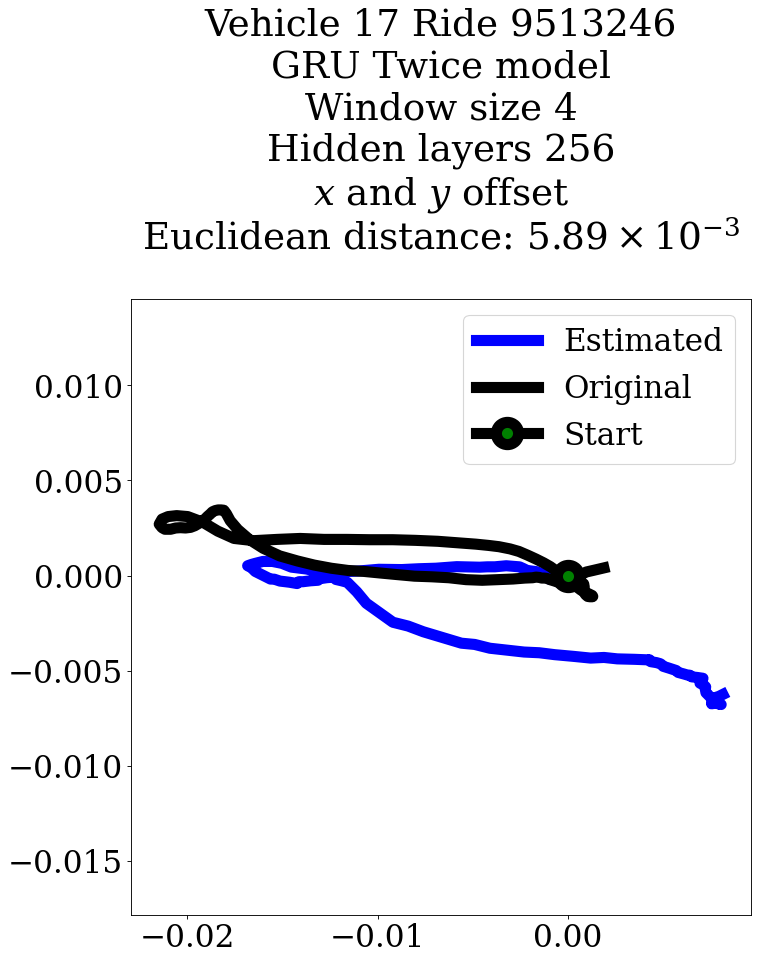 Vehicle 17 Ride 9513246
GRU Twice model
Window size 4
Hidden layers 256
x and y offset
Euclidean distance: 5.89 × 10⁻³
Estimated
Original
Start
0.010
0.005
0.000
−0.005
−0.010
−0.015
−0.02
−0.01
0.00